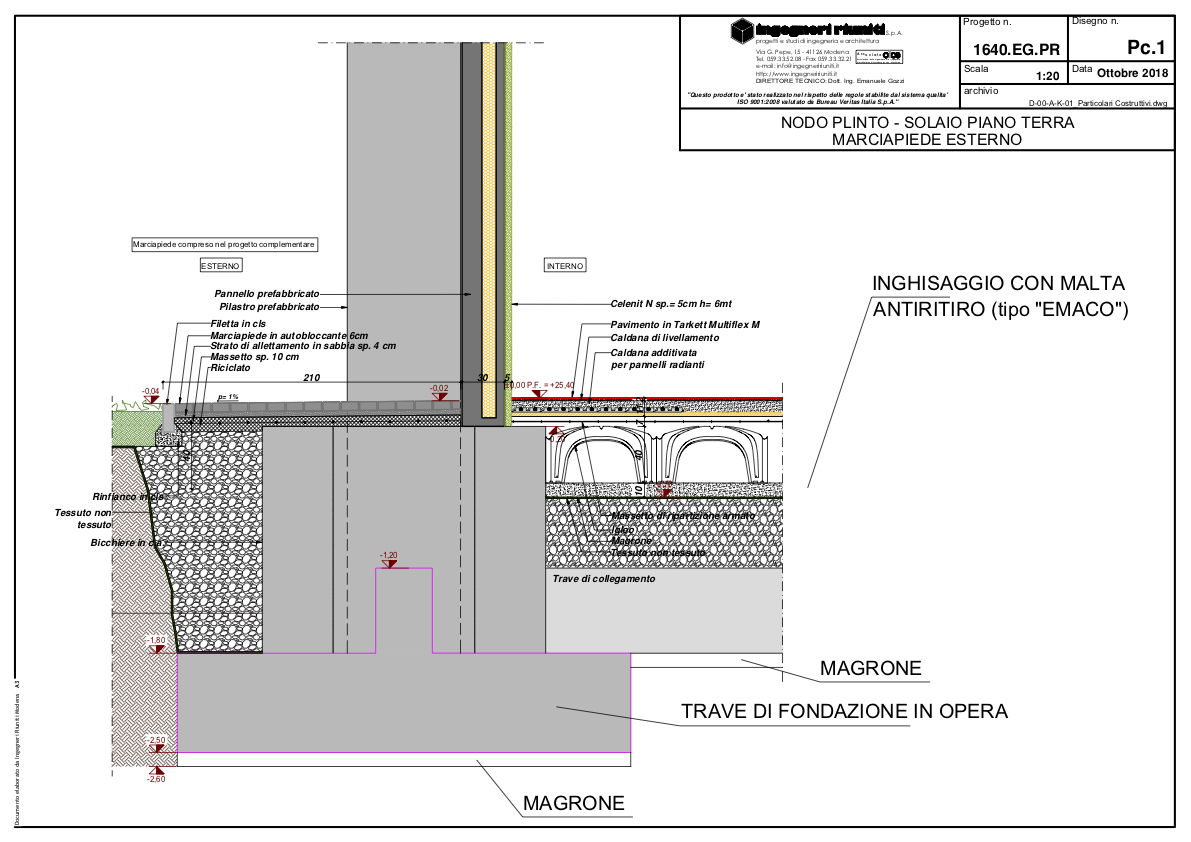 ingegneri riuniti S.p.A.
progetti e studi di ingegneria e architettura
Via G. Pepe, 15 - 41126 Modena
Tel. 059.33.52.08 - Fax 059.33.32.21
e-mail: info@ingegneririuniti.it
http://www.ingegneririuniti.it
DIRETTORE TECNICO: Dott. Ing. Emanuele Gozzi
"Questo prodotto e' stato realizzato nel rispetto delle regole stabilite dal sistema qualita'
ISO 9001:2008 valutato da Bureau Veritas Italia S.p.A."
Progetto n.
1640.EG.PR
Disegno n.
Pc.1
Scala
1:20
Data
Ottobre 2018
archivio
D-00-A-K-01_Particolari Costruttivi.dwg
NODO PLINTO - SOLAIO PIANO TERRA
MARCIAPIEDE ESTERNO
Marciapiede compreso nel progetto complementare
ESTERNO
INTERNO
Pannello prefabbricato
Pilastro prefabbricato
Filetta in cls
Marciapiede in autobloccante 6cm
Strato di allettamento in sabbia sp. 4 cm
Massetto sp. 10 cm
Riciclato
Celenit N sp.= 5cm h= 6mt
Pavimento in Tarkett Multiflex M
Caldana di livellamento
Caldana additivata
per pannelli radianti
INGHISAGGIO CON MALTA
ANTIRITIRO (tipo "EMACO")
210
30
5
-0,04
p= 1%
-0,02
±0,00 P.F. = +25,40
-0,20
40
40
10
Rinfianco in cls
Tessuto non
tessuto
Bicchiere in cls.
Massetto di ripartizione armato
Igloo
Magrone
Tessuto non tessuto
Trave di collegamento
-1,20
-1,80
-2,50
-2,60
MAGRONE
TRAVE DI FONDAZIONE IN OPERA
MAGRONE
Documento elaborato da Ingegneri Riuniti Modena A3